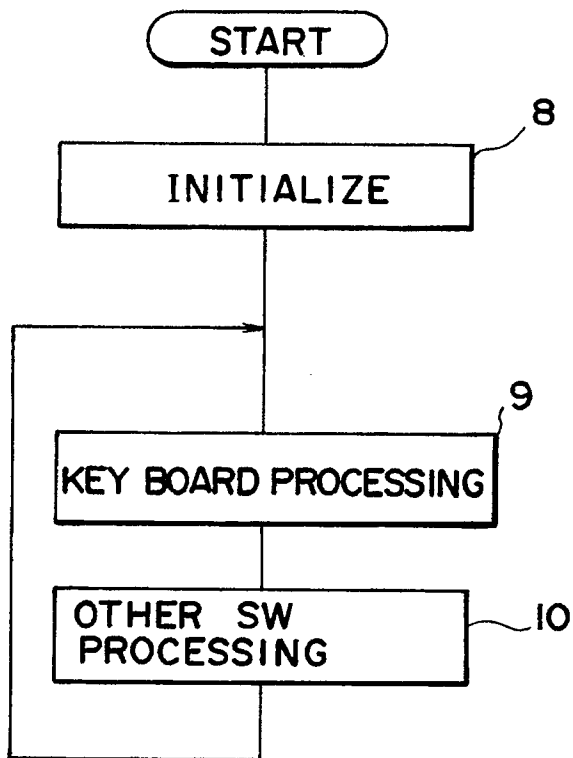 START
8
INITIALIZE
9
KEY BOARD PROCESSING
OTHER SW
PROCESSING
10